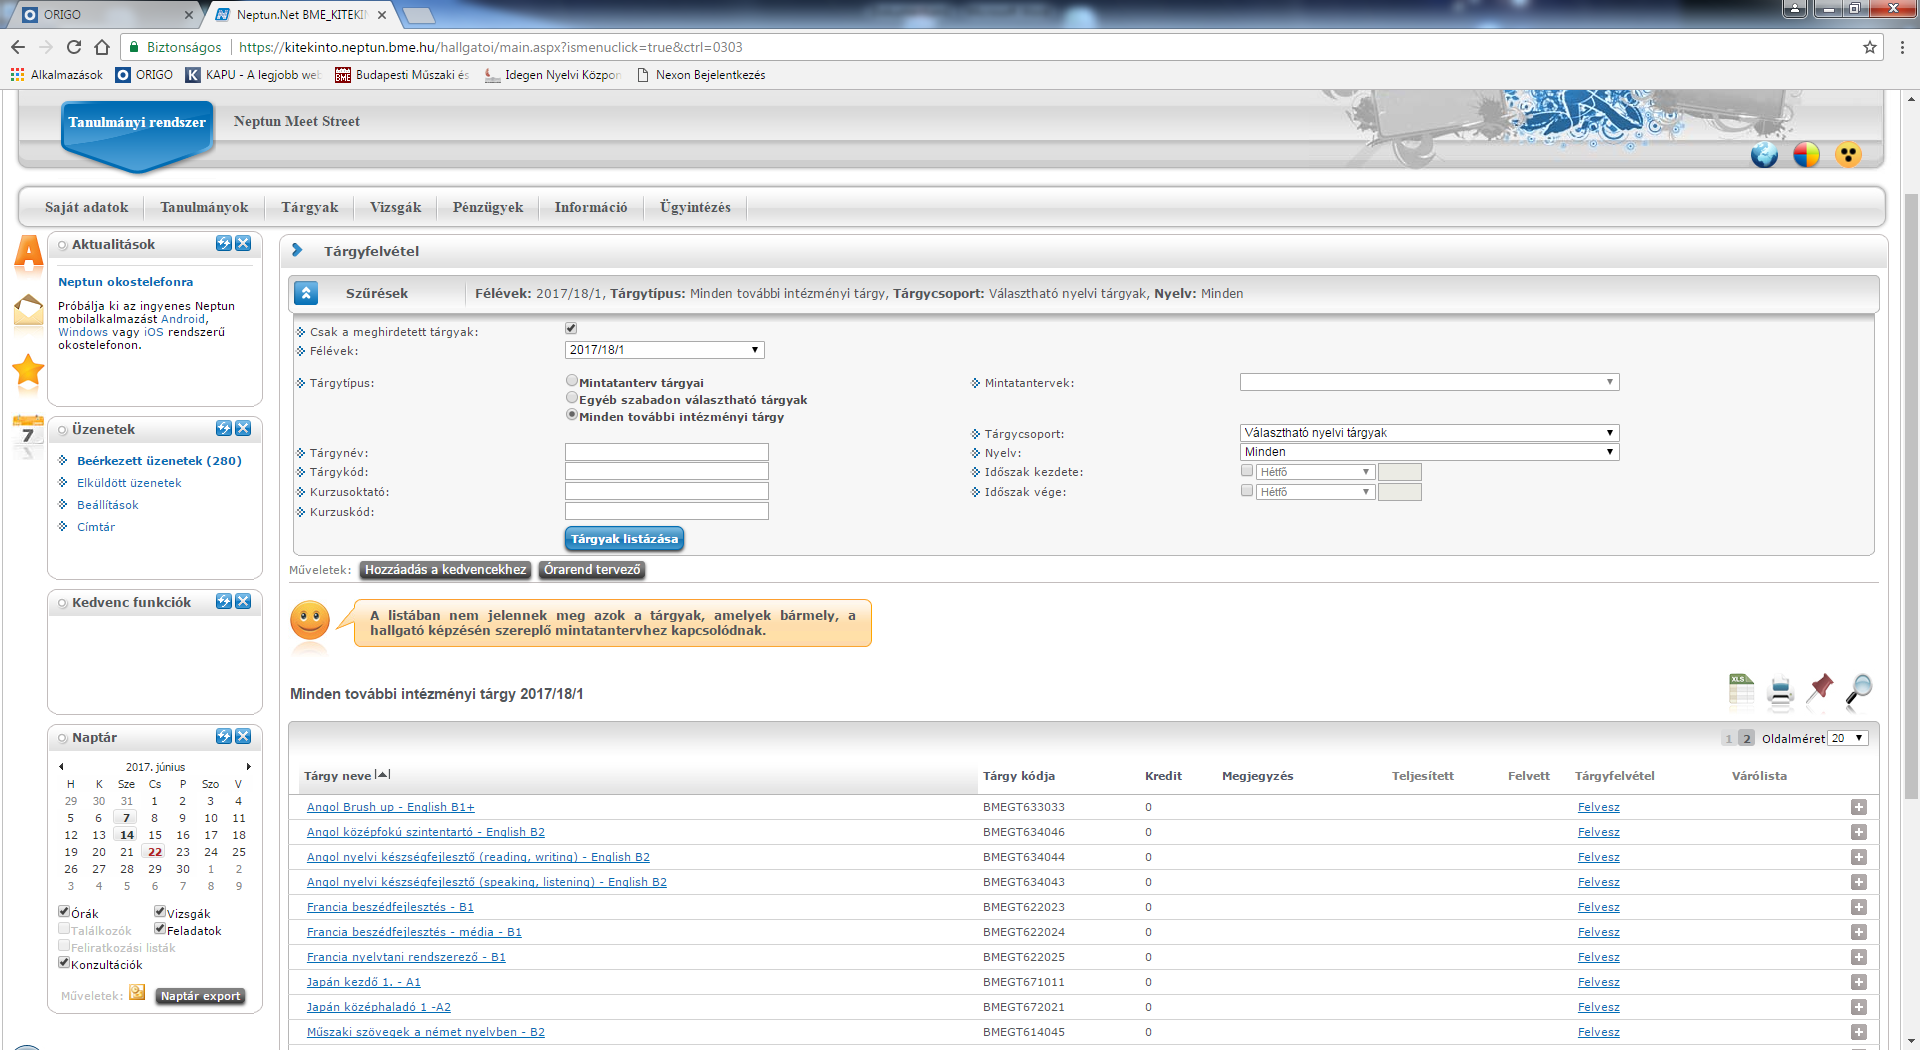 ORIGO
Neptun.Net BME_KITEKIN
Biztonságos
https://kitekinto.neptun.bme.hu/hallgatoi/main.aspx?ismenuclick=true&ctrl=0303
Alkalmazások
ORIGO
KAPU - A legjobb web
BME Budapesti Műszaki és
Idegen Nyelvi Központ
Nexon Bejelentkezés
Tanulmányi rendszer
Neptun Meet Street
Saját adatok
Tanulmányok
Tárgyak
Vizsgák
Pénzügyek
Információ
Ügyintézés
Aktualitások
Neptun okostelefonra
Próbálja ki az ingyenes Neptun
mobilalkalmazást Android,
Windows vagy iOS rendszerű
okostelefonon.
7
Üzenetek
Beérkezett üzenetek (280)
Elküldött üzenetek
Beállítások
Címtár
Kedvenc funkciók
Naptár
2017. június
H K Sze Cs P Szo V
29 30 31 1 2 3 4
5 6 7 8 9 10 11
12 13 14 15 16 17 18
19 20 21 22 23 24 25
26 27 28 29 30 1 2
3 4 5 6 7 8 9
Órák Vizsgák
Találkozók Feladatok
Feliratkozási listák
Konzultációk
Műveletek: Naptár export
Tárgyfelvétel
Szűrések
Félévek: 2017/18/1, Tárgytípus: Minden további intézményi tárgy, Tárgycsoport: Választható nyelvi tárgyak, Nyelv: Minden
Csak a meghirdetett tárgyak:
Félévek: 2017/18/1
Tárgytípus: Mintatanterv tárgyai
Egyéb szabadon választható tárgyak
Minden további intézményi tárgy
Mintatantervek:
Tárgycsoport: Választható nyelvi tárgyak
Tárgynév:
Nyelv: Minden
Tárgykód:
Időszak kezdete: Hétfő
Kurzusoktató:
Időszak vége: Hétfő
Kurzuskód:
Tárgyak listázása
Műveletek: Hozzáadás a kedvencekhez Órarend tervező
A listában nem jelennek meg azok a tárgyak, amelyek bármely, a
hallgató képzésén szereplő mintatantervhez kapcsolódnak.
Minden további intézményi tárgy 2017/18/1
XLS
1 2 Oldalméret 20
Tárgy neve Tárgy kódja Kredit Megjegyzés Teljesített Felvett Tárgyfelvétel Várólista
Angol Brush up - English B1+ BMEGT633033 0 Felvesz
Angol középfokú szintentartó - English B2 BMEGT634046 0 Felvesz
Angol nyelvi készségfejlesztő (reading, writing) - English B2 BMEGT634044 0 Felvesz
Angol nyelvi készségfejlesztő (speaking, listening) - English B2 BMEGT634043 0 Felvesz
Francia beszédfejlesztés - B1 BMEGT622023 0 Felvesz
Francia beszédfejlesztés - média - B1 BMEGT622024 0 Felvesz
Francia nyelvtani rendszerező - B1 BMEGT622025 0 Felvesz
Japán kezdő 1. - A1 BMEGT671011 0 Felvesz
Japán középhaladó 1 -A2 BMEGT672021 0 Felvesz
Műszaki szövegek a német nyelvben - B2 BMEGT614045 0 Felvesz